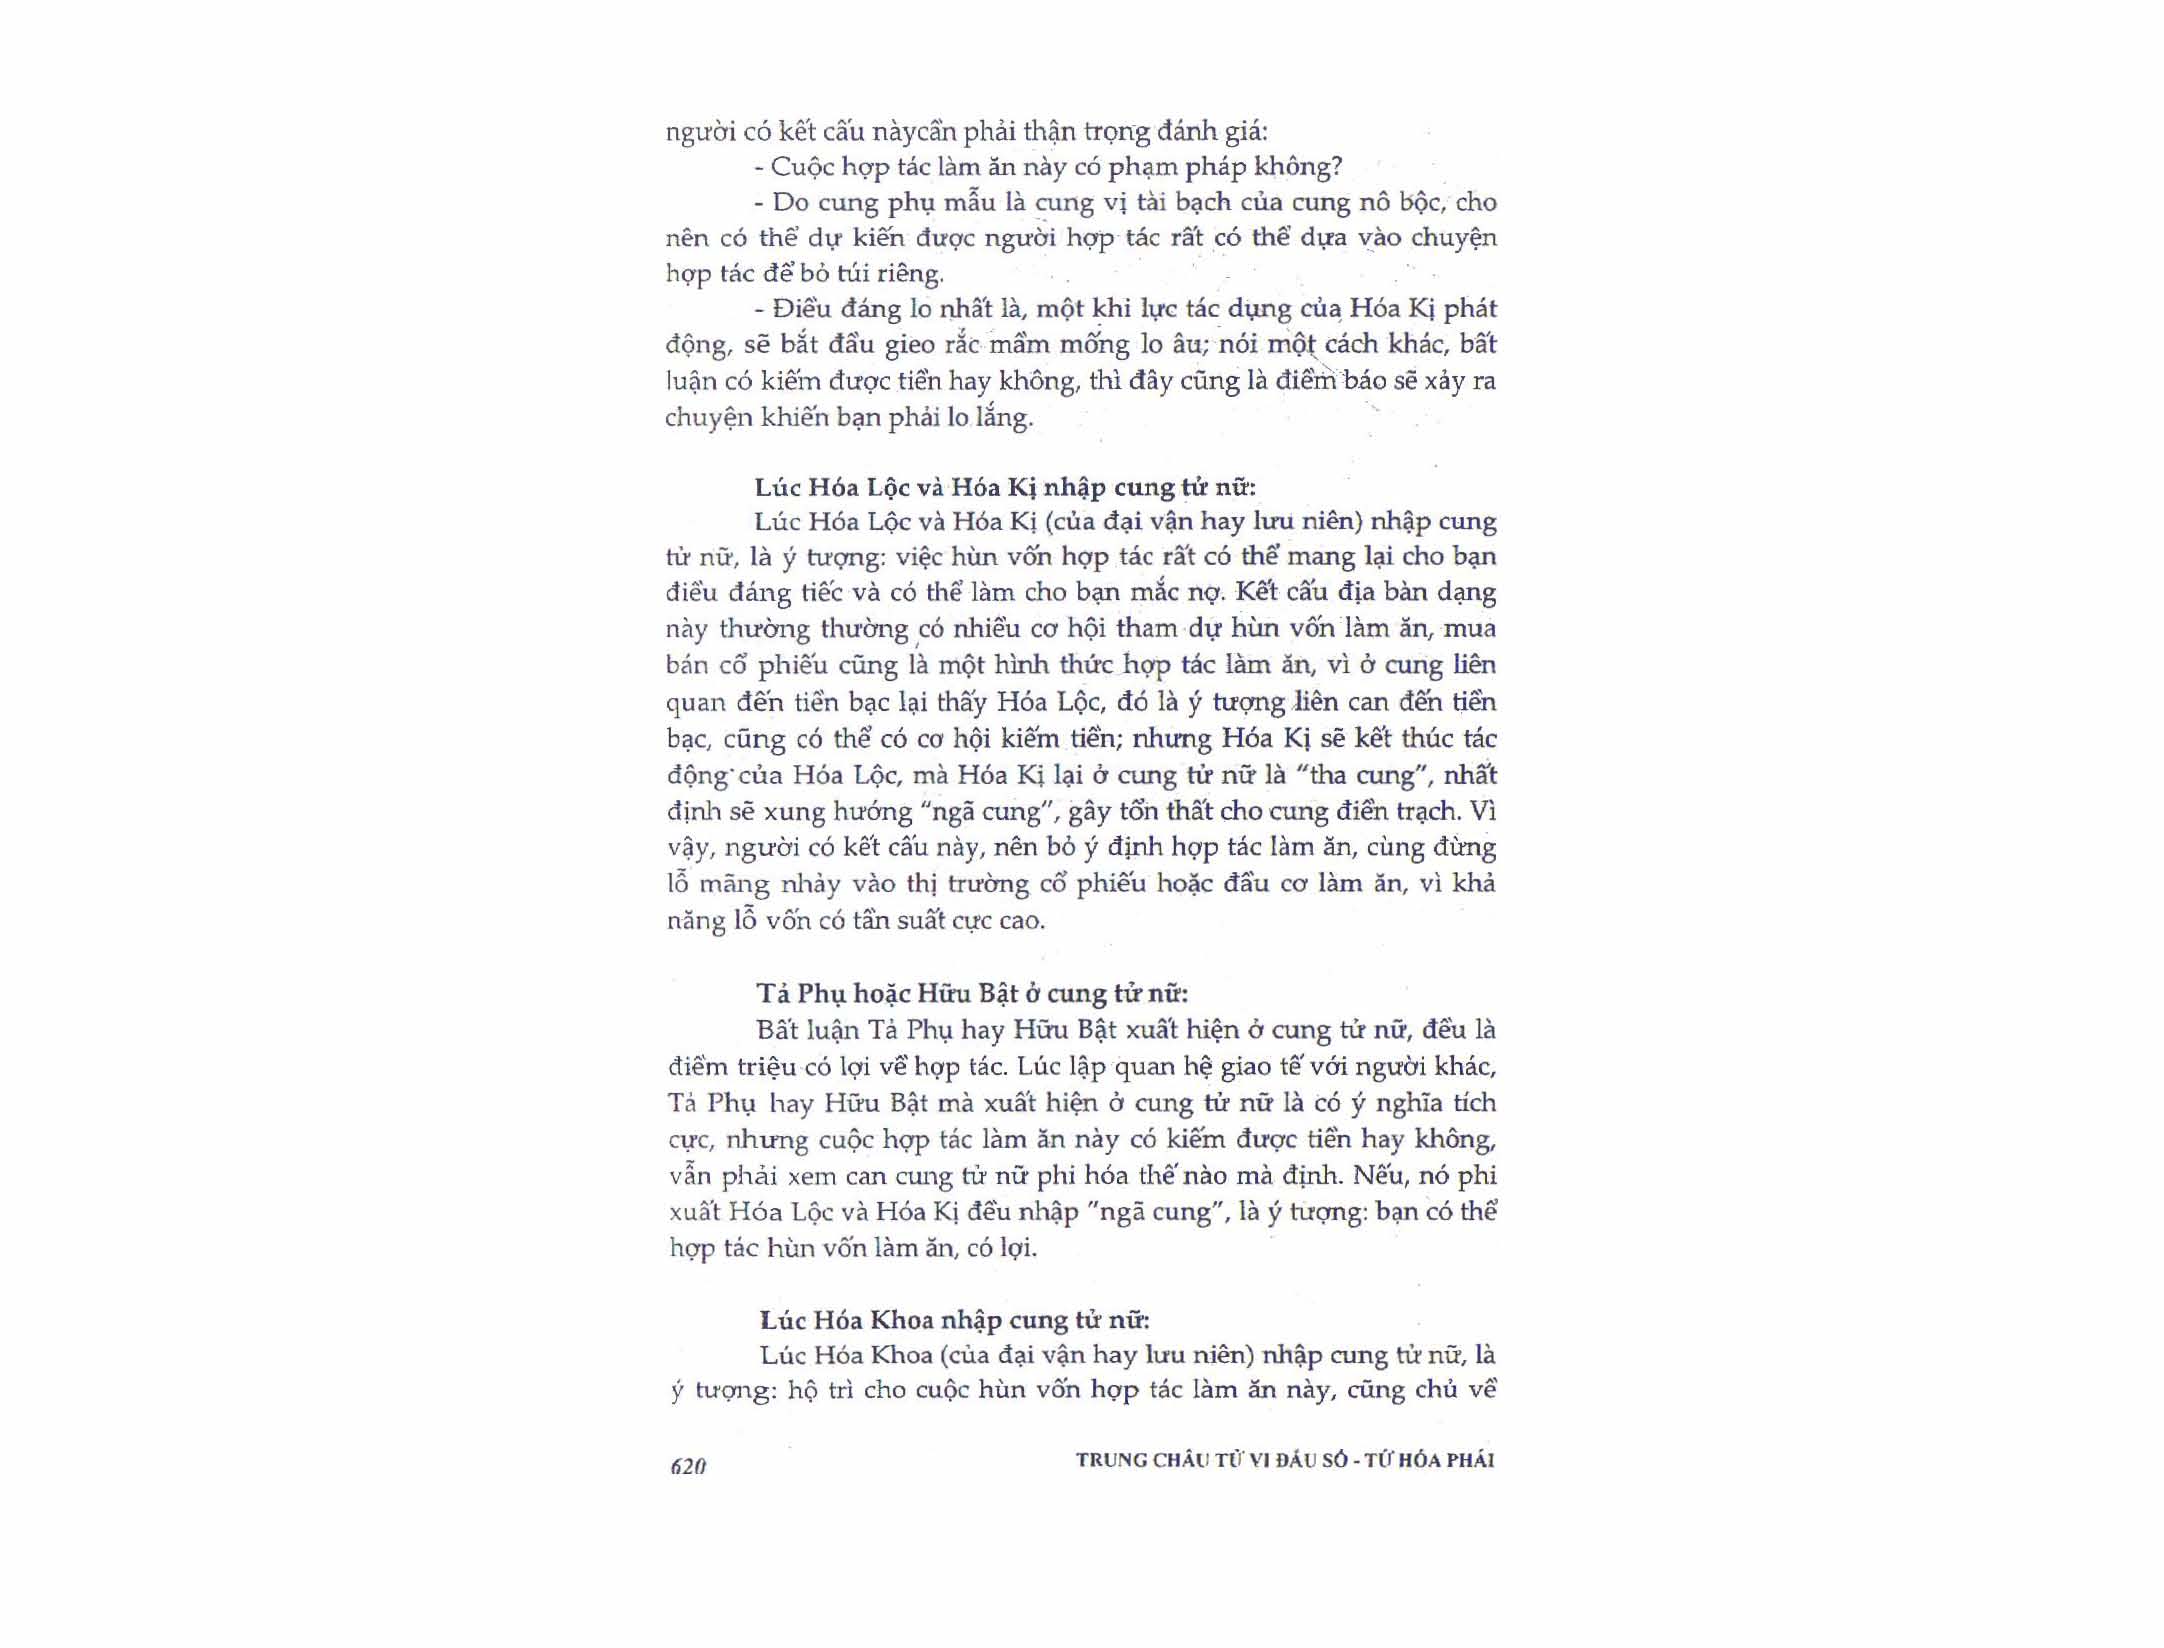 người có kết cấu nàycần phải thận trọng đánh giá:
- Cuộc hợp tác làm ăn này có phạm pháp không?
- Do cung phụ mẫu là cung vị tài bạch của cung nô bộc, cho
nên có thể dự kiến được người hợp tác rất có thể dựa vào chuyện
hợp tác để bỏ túi riêng.
- Điều đáng lo nhất là, một khi lực tác dụng của Hóa Kị phát
động, sẽ bắt đầu gieo rắc mầm mống lo âu; nói một cách khác, bất
luận có kiếm được tiền hay không, thì đây cũng là điềm báo sẽ xảy ra
chuyện khiến bạn phải lo lắng.
Lúc Hóa Lộc và Hóa Kị nhập cung tử nữ:
Lúc Hóa Lộc và Hóa Kị (của đại vận hay lưu niên) nhập cung
tử nữ, là ý tượng: việc hùn vốn hợp tác rất có thể mang lại cho bạn
điều đáng tiếc và có thể làm cho bạn mắc nợ. Kết cấu địa bàn dạng
này thường thường có nhiều cơ hội tham dự hùn vốn làm ăn, mua
bán cổ phiếu cũng là một hình thức hợp tác làm ăn, vì ở cung liên
quan đến tiền bạc lại thấy Hóa Lộc, đó là ý tượng liên can đến tiền
bạc, cũng có thể có cơ hội kiếm tiền; nhưng Hóa Kị sẽ kết thúc tác
động của Hóa Lộc, mà Hóa Kị lại ở cung tử nữ là "tha cung", nhất
định sẽ xung hướng "ngã cung", gây tổn thất cho cung điền trạch. Vì
vậy, người có kết cấu này, nên bỏ ý định hợp tác làm ăn, cùng đừng
lỗ mãng nhảy vào thị trường cổ phiếu hoặc đầu cơ làm ăn, vì khả
năng lỗ vốn có tần suất cực cao.
Tả Phụ hoặc Hữu Bật ở cung tử nữ:
Bất luận Tả Phụ hay Hữu Bật xuất hiện ở cung tử nữ, đều là
điềm triệu có lợi về hợp tác. Lúc lập quan hệ giao tế với người khác,
Tả Phụ hay Hữu Bật mà xuất hiện ở cung tử nữ là có ý nghĩa tích
cực, nhưng cuộc hợp tác làm ăn này có kiếm được tiền hay không,
vẫn phải xem can cung tử nữ phi hóa thế nào mà định. Nếu, nó phi
xuất Hóa Lộc và Hóa Kị đều nhập "ngã cung", là ý tượng: bạn có thể
hợp tác hùn vốn làm ăn, có lợi.
Lúc Hóa Khoa nhập cung tử nữ:
Lúc Hóa Khoa (của đại vận hay lưu niên) nhập cung tử nữ, là
ý tượng: hộ trì cho cuộc hùn vốn hợp tác làm ăn này, cũng chủ về
620 TRUNG CHÂU TỬ VI ĐẨU SỐ - TỨ HÓA PHÁI